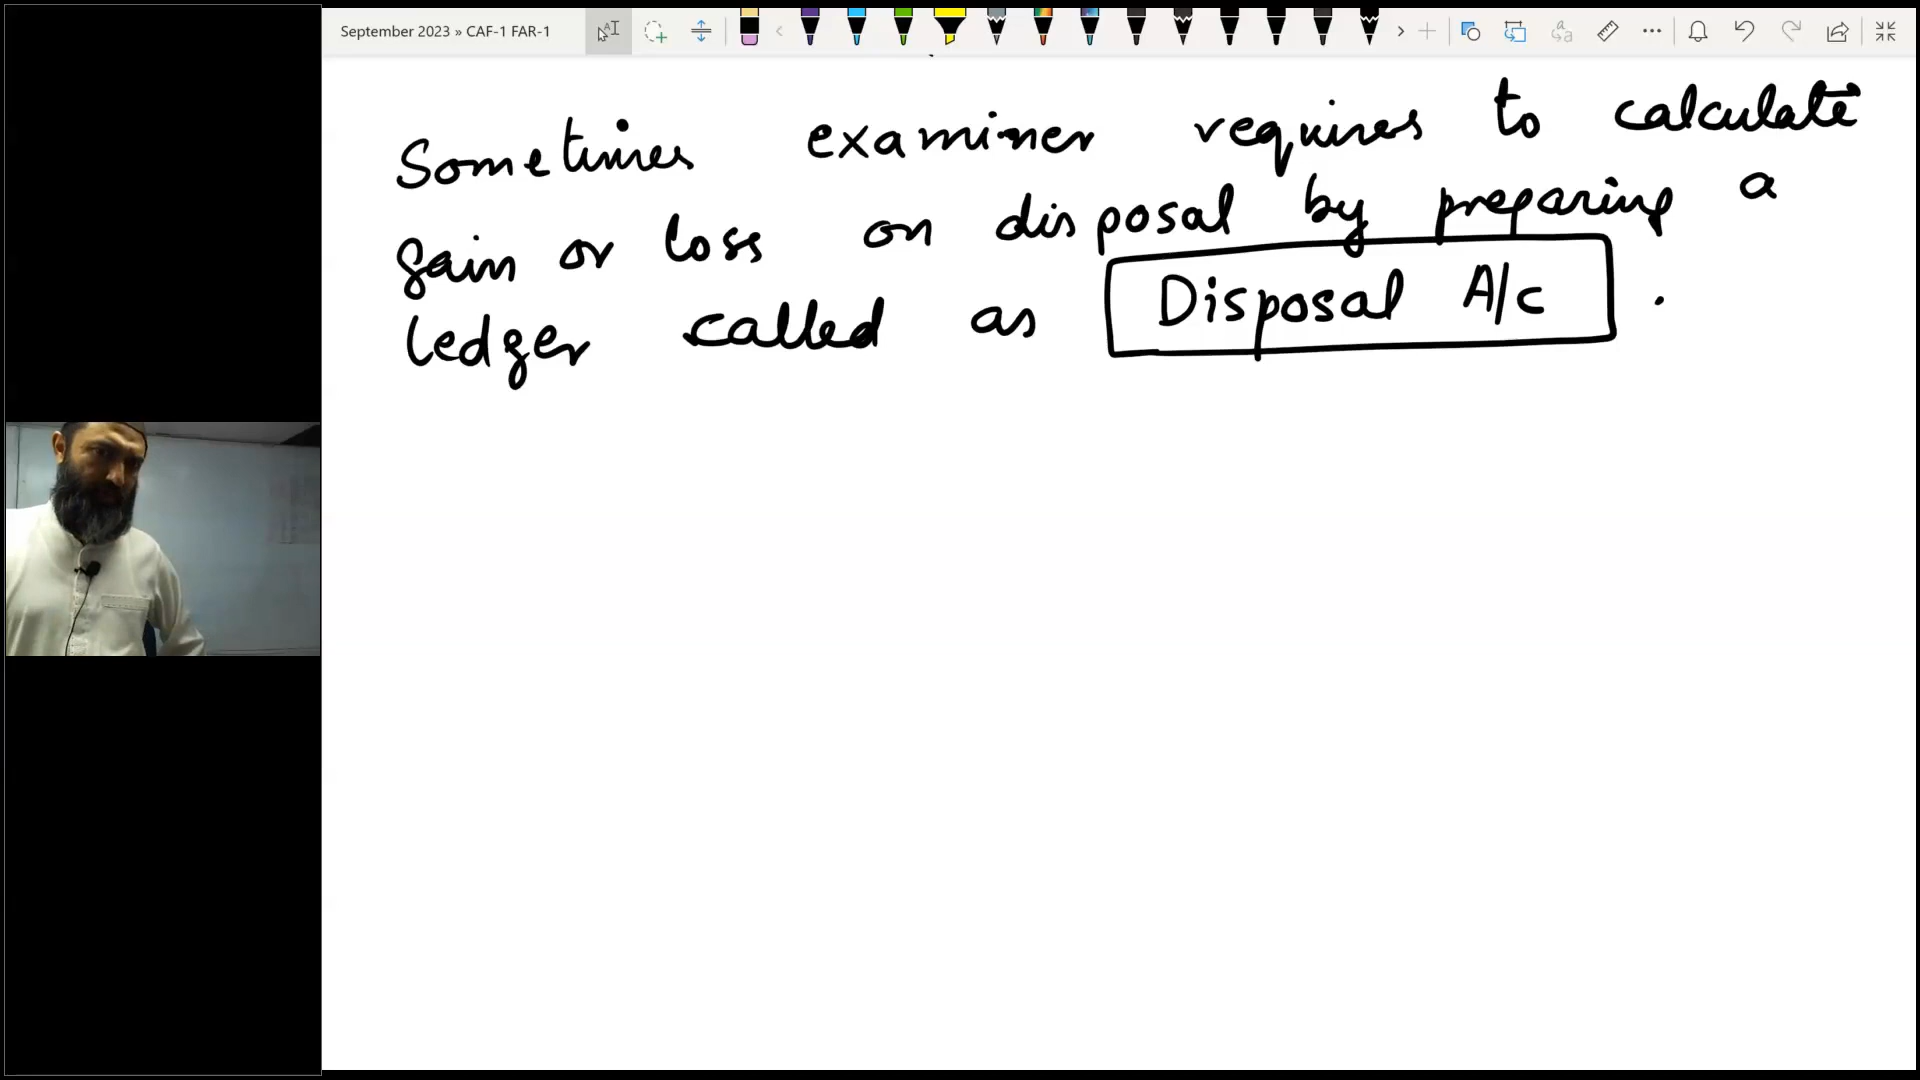 September 2023 » CAF-1 FAR-1
Sometimes examiner requires to calculate
gain or loss on disposal by preparing a
ledger called as Disposal A/c .